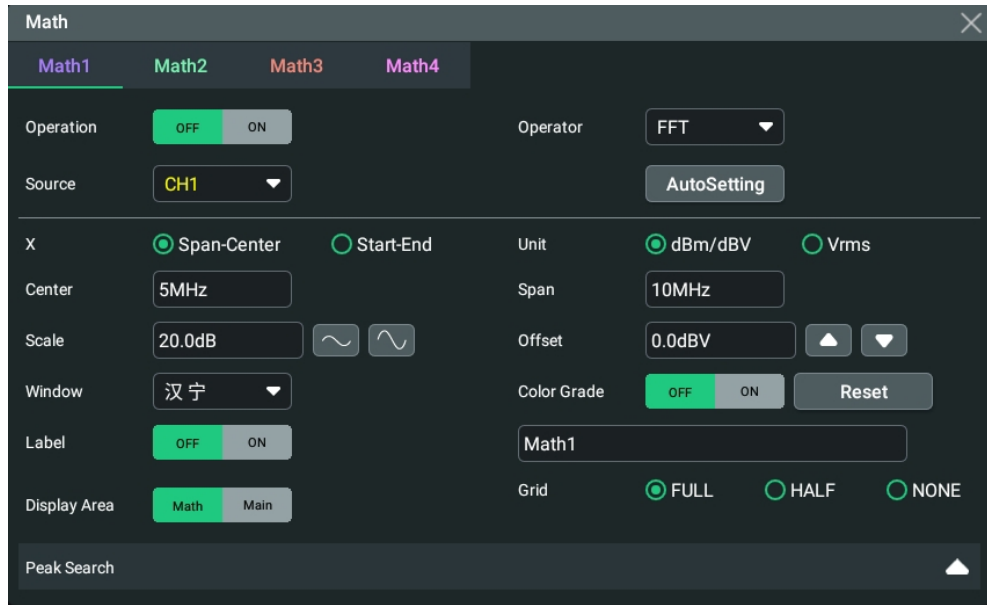 Math
Math1 Math2 Math3 Math4
Operation OFF ON Operator FFT
Source CH1 AutoSetting
X Span-Center Start-End Unit dBm/dBV Vrms
Center 5MHz Span 10MHz
Scale 20.0dB Offset 0.0dBV
Window 汉宁 Color Grade OFF ON Reset
Label OFF ON Math1
Display Area Math Main Grid FULL HALF NONE
Peak Search